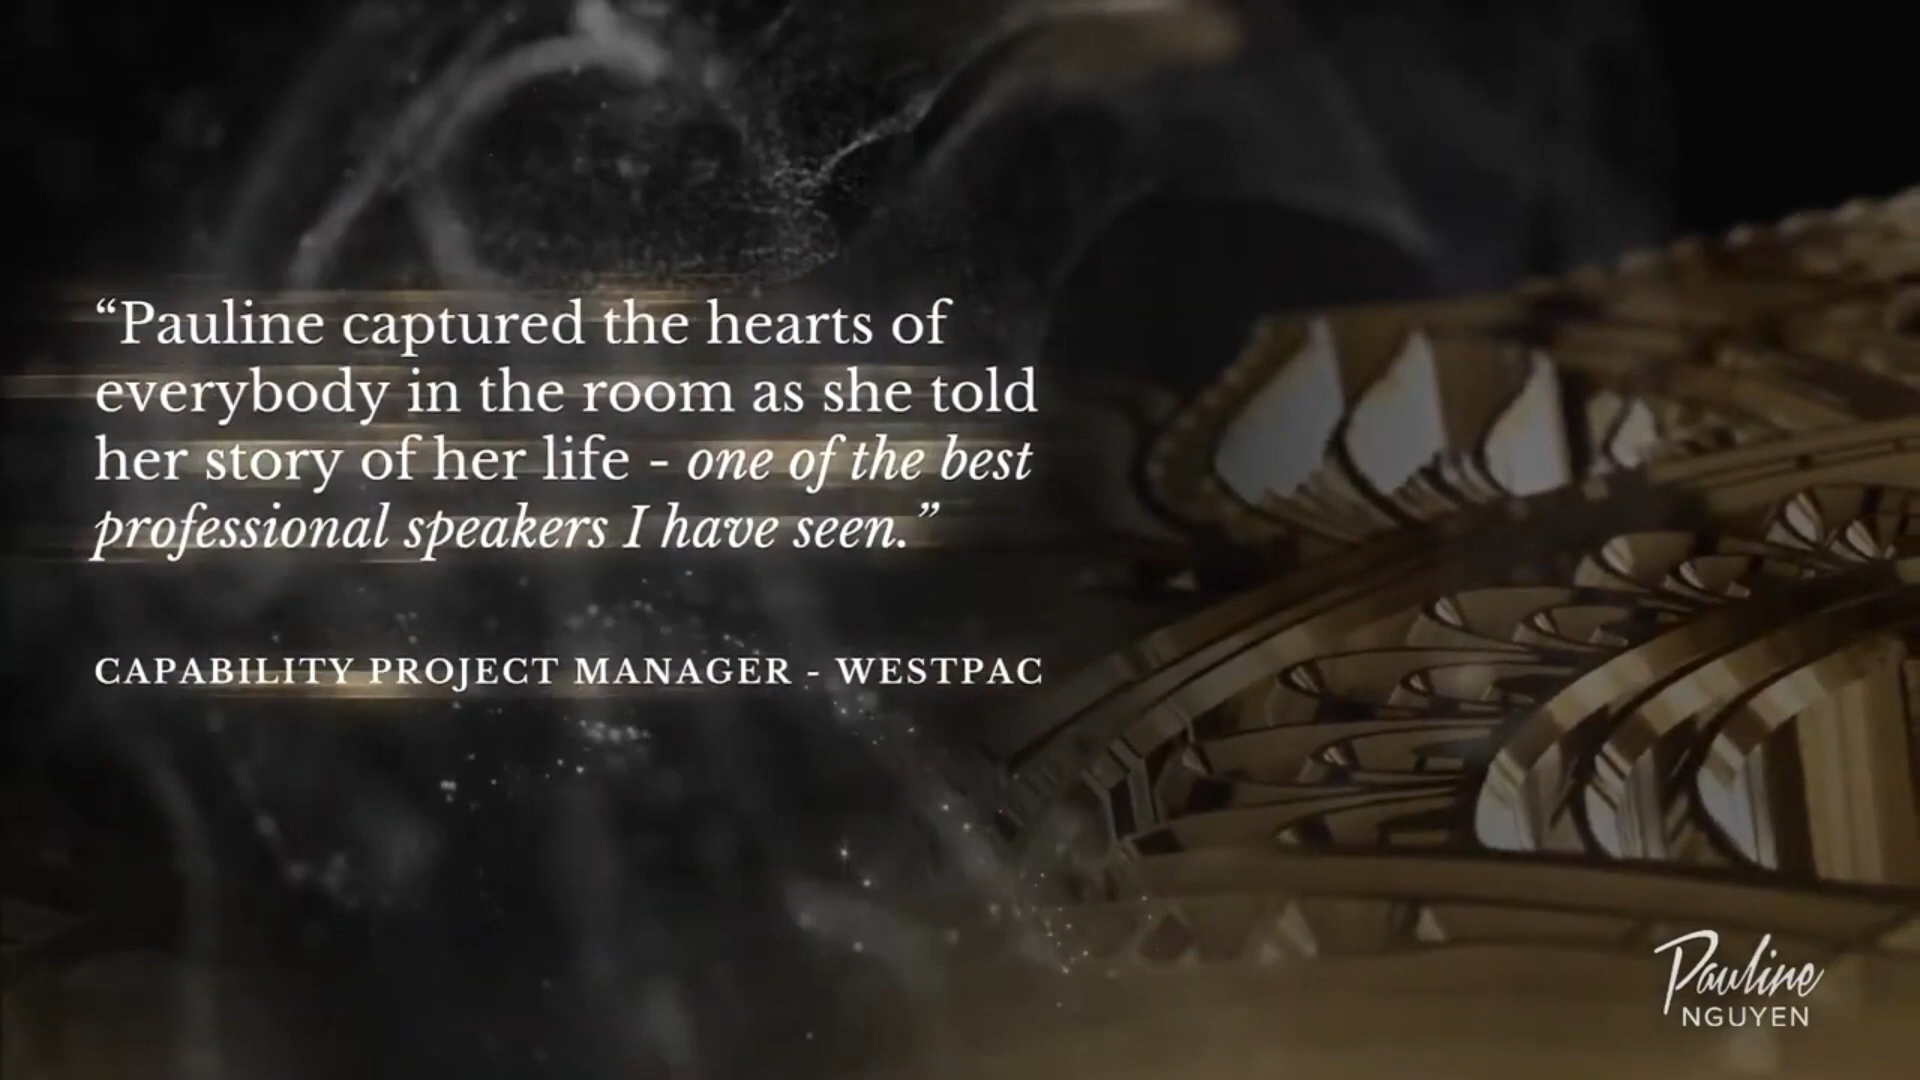 “Pauline captured the hearts of
everybody in the room as she told
her story of her life - one of the best
professional speakers I have seen.”
CAPABILITY PROJECT MANAGER - WESTPAC
Pauline
NGUYEN